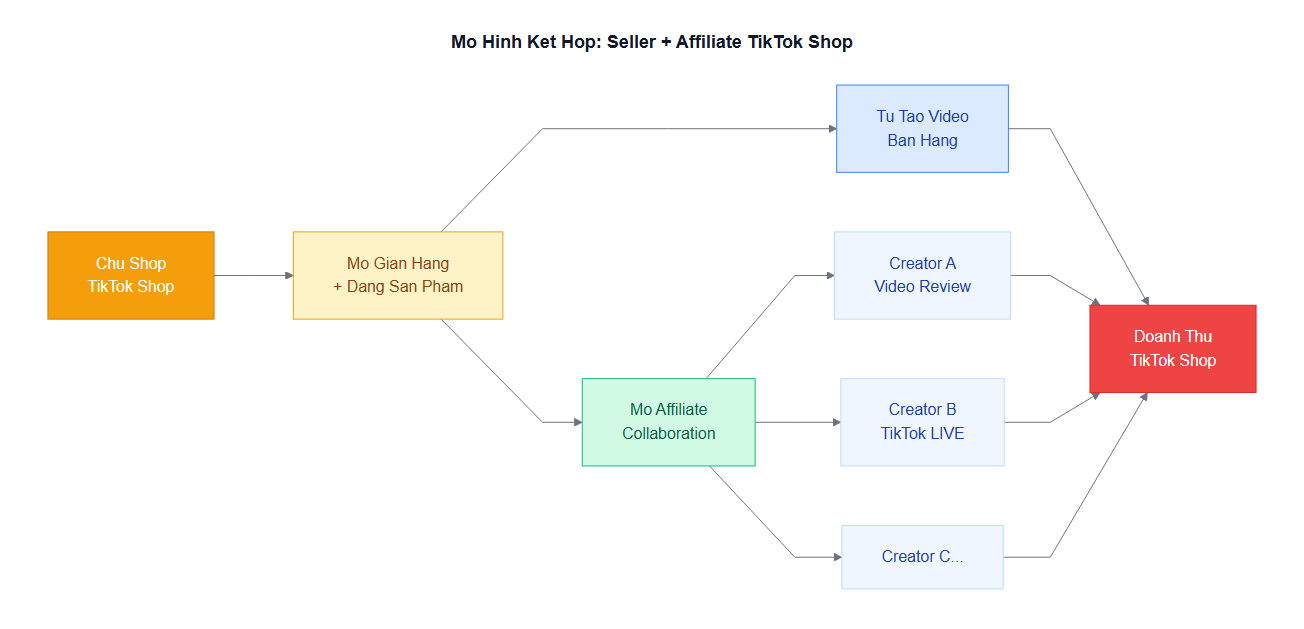 Mo Hinh Ket Hop: Seller + Affiliate TikTok Shop
Tu Tao Video
Ban Hang
Chu Shop
TikTok Shop
Mo Gian Hang
+ Dang San Pham
Creator A
Video Review
Doanh Thu
TikTok Shop
Mo Affiliate
Collaboration
Creator B
TikTok LIVE
Creator C...